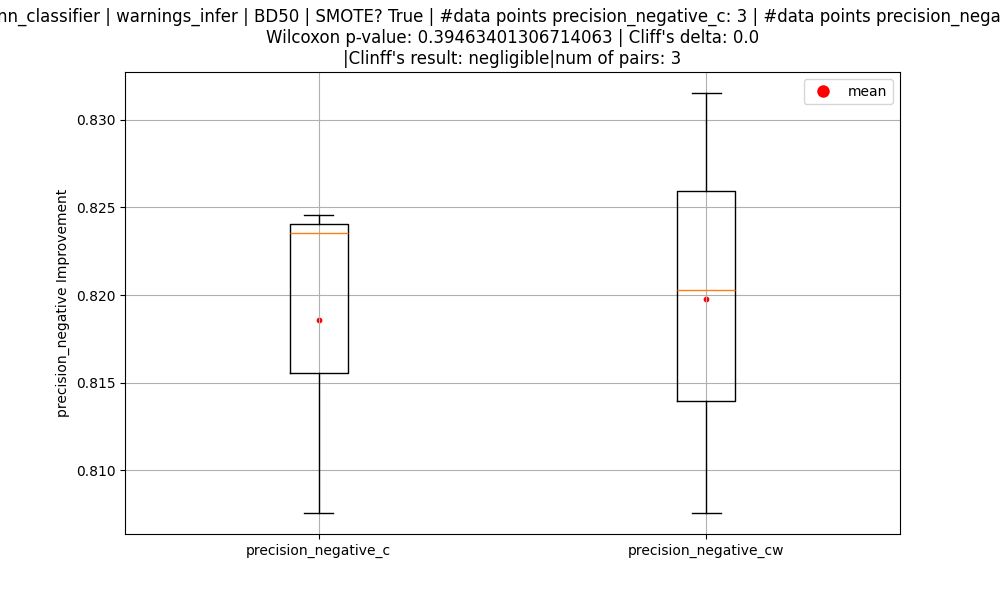 nn_classifier | warnings_infer | BD50 | SMOTE? True | #data points precision_negative_c: 3 | #data points precision_nega
Wilcoxon p-value: 0.39463401306714063 | Cliff's delta: 0.0
|Clinff's result: negligible|num of pairs: 3
mean
0.830
0.825
0.820
0.815
0.810
precision_negative Improvement
precision_negative_c
precision_negative_cw